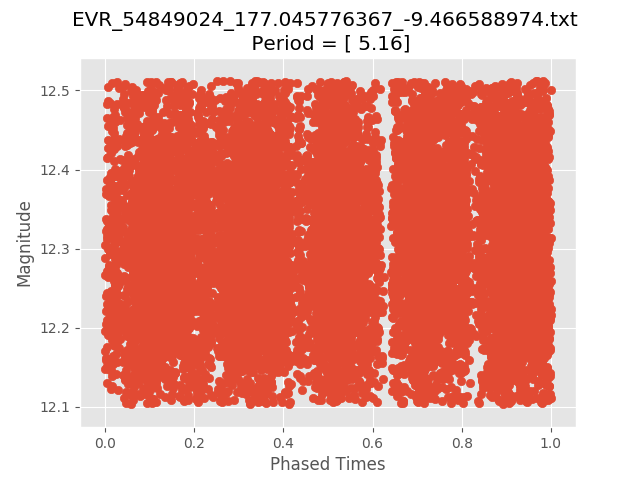 EVR_54849024_177.045776367_-9.466588974.txt
Period = [ 5.16]
12.5
12.4
12.3
12.2
12.1
Magnitude
0.0 0.2 0.4 0.6 0.8 1.0
Phased Times